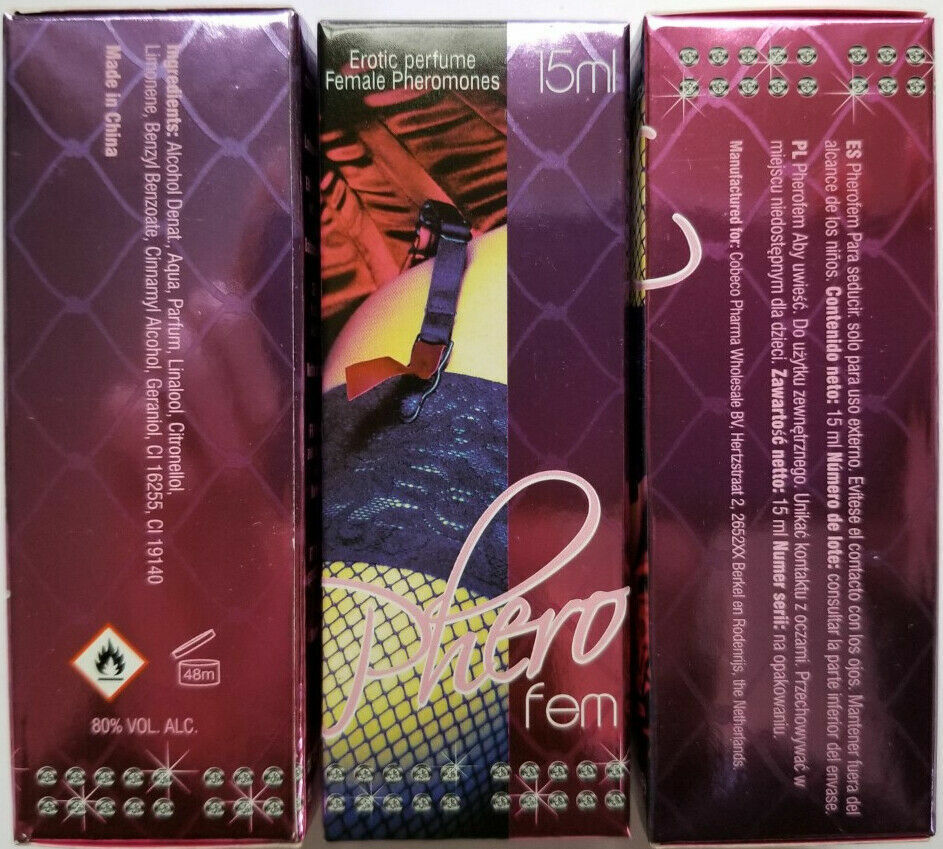 Ingredients: Alcohol Denat., Aqua, Parfum, Linalool, Citronellol,
Limonene, Benzyl Benzoate, Cinnamyl Alcohol, Geraniol, CI 16255, CI 19140
Made in China
48m
80% VOL. ALC.
Erotic perfume
Female Pheromones
15ml
Phero
fem
ES Pherofem Para seducir. solo para uso externo. Evítese el contacto con los ojos. Mantener fuera del
alcance de los niños. Contenido neto: 15 ml Número de lote: consultar la parte inferior del envase.
PL Pherofem Aby uwieść. Do użytku zewnętrznego. Unikać kontaktu z oczami. Przechowywać w
miejscu niedostępnym dla dzieci. Zawartość netto: 15 ml Numer serii: na opakowaniu.
Manufactured for: Cobeco Pharma Wholesale BV, Hertzstraat 2, 2652XX Berkel en Rodenrijs, the Netherlands.